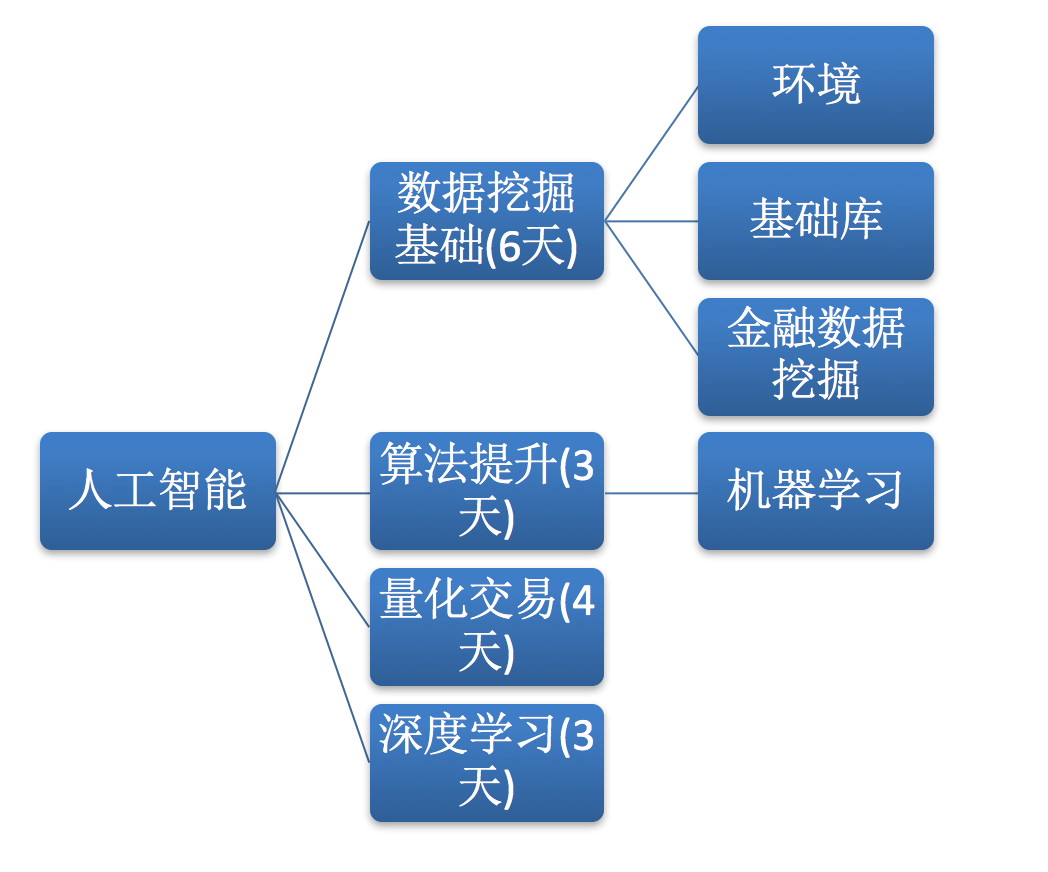 环境
数据挖掘
基础(6天)
基础库
金融数据
挖掘
人工智能
算法提升(3
天)
机器学习
量化交易(4
天)
深度学习(3
天)